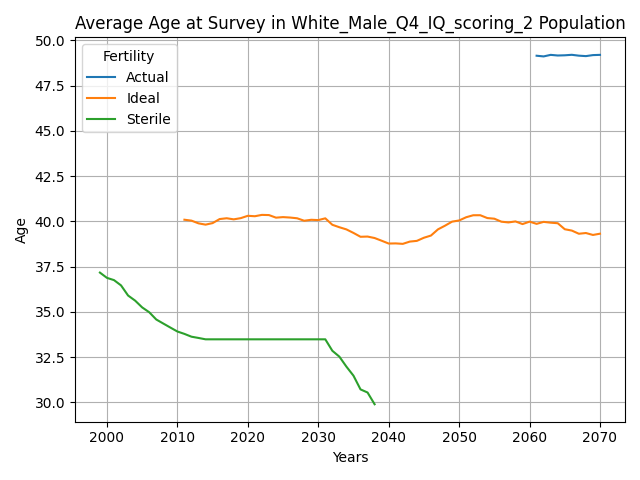 Average Age at Survey in White_Male_Q4_IQ_scoring_2 Population
50.0
47.5
45.0
42.5
40.0
37.5
35.0
32.5
30.0
Age
Fertility
Actual
Ideal
Sterile
2000 2010 2020 2030 2040 2050 2060 2070
Years